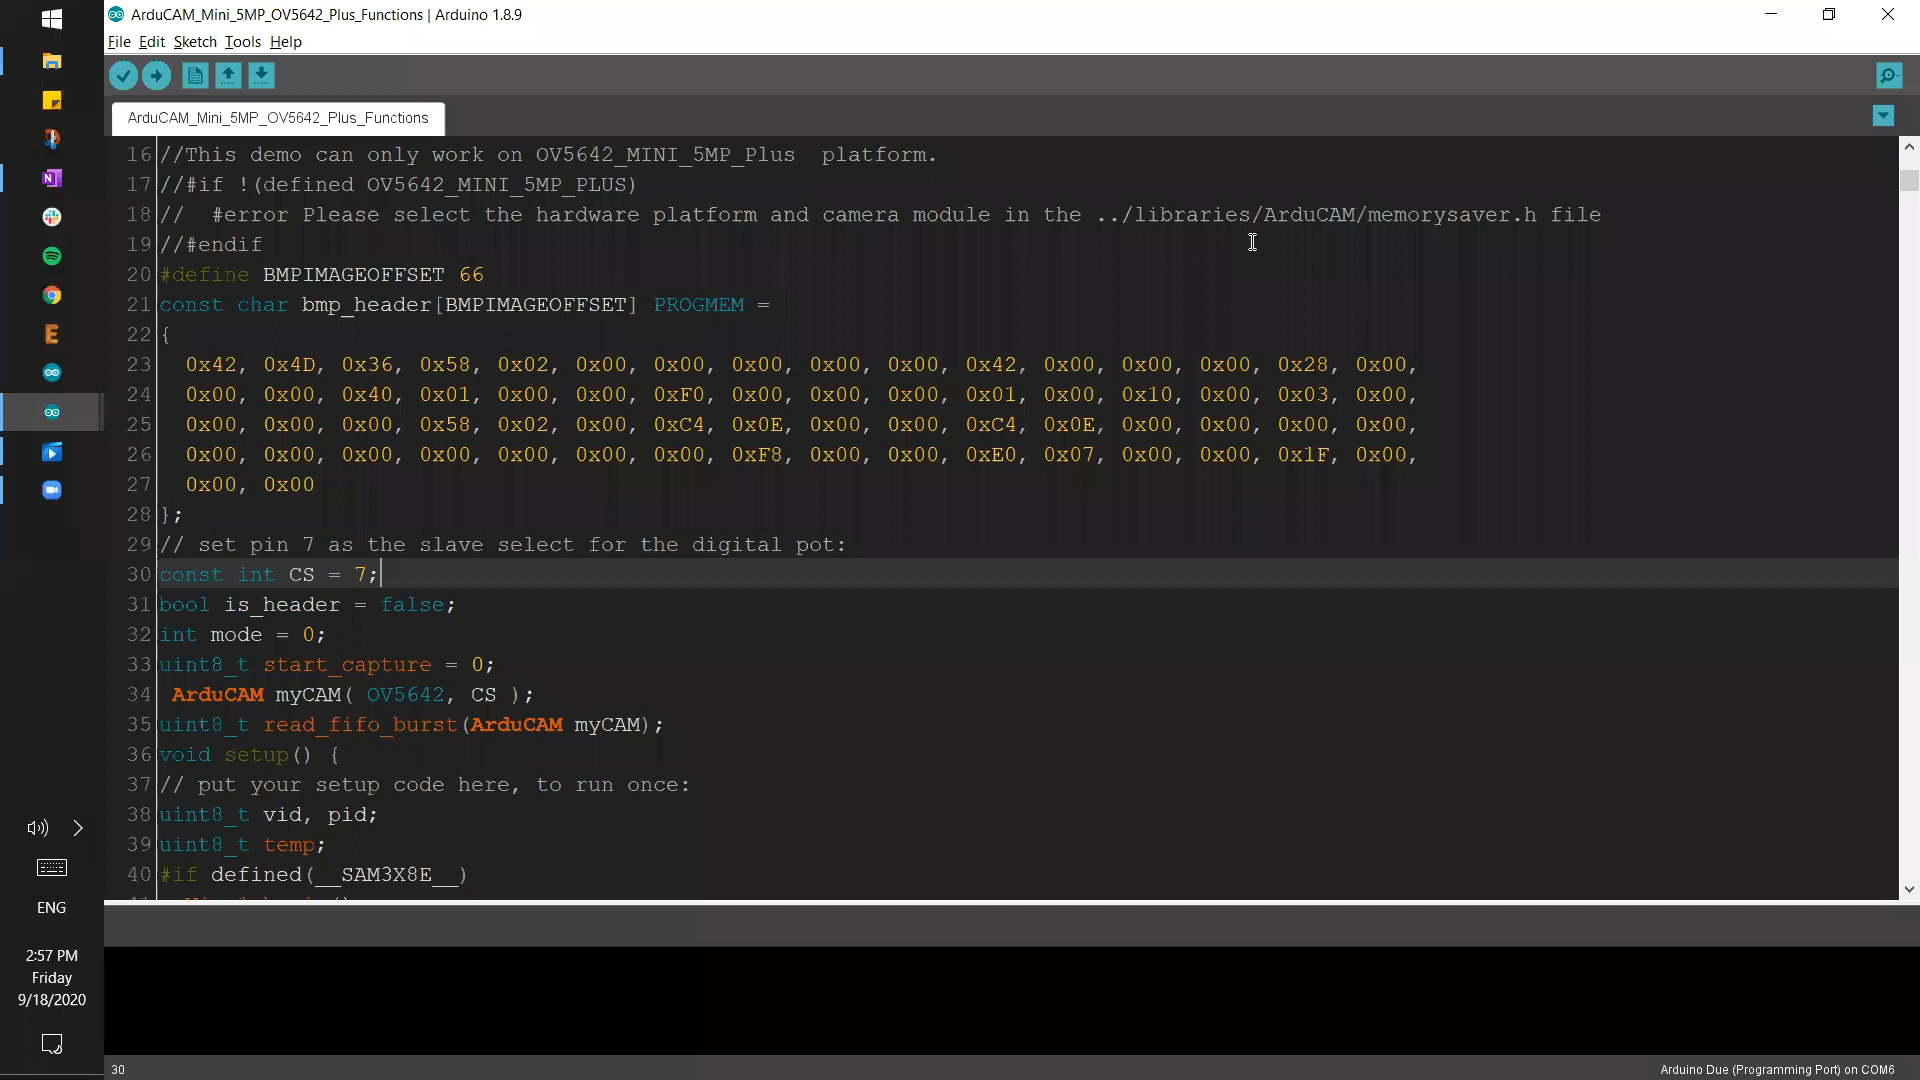 ArduCAM_Mini_5MP_OV5642_Plus_Functions | Arduino 1.8.9
File Edit Sketch Tools Help
ArduCAM_Mini_5MP_OV5642_Plus_Functions
16 //This demo can only work on OV5642_MINI_5MP_Plus  platform.
17 //#if !(defined OV5642_MINI_5MP_PLUS)
18 //  #error Please select the hardware platform and camera module in the ../libraries/ArduCAM/memorysaver.h file
19 //#endif
20 #define BMPIMAGEOFFSET 66
21 const char bmp_header[BMPIMAGEOFFSET] PROGMEM =
22 {
23   0x42, 0x4D, 0x36, 0x58, 0x02, 0x00, 0x00, 0x00, 0x00, 0x00, 0x42, 0x00, 0x00, 0x00, 0x28, 0x00,
24   0x00, 0x00, 0x40, 0x01, 0x00, 0x00, 0xF0, 0x00, 0x00, 0x00, 0x01, 0x00, 0x10, 0x00, 0x03, 0x00,
25   0x00, 0x00, 0x00, 0x58, 0x02, 0x00, 0xC4, 0x0E, 0x00, 0x00, 0xC4, 0x0E, 0x00, 0x00, 0x00, 0x00,
26   0x00, 0x00, 0x00, 0x00, 0x00, 0x00, 0x00, 0xF8, 0x00, 0x00, 0xE0, 0x07, 0x00, 0x00, 0x1F, 0x00,
27   0x00, 0x00
28 };
29 // set pin 7 as the slave select for the digital pot:
30 const int CS = 7;
31 bool is_header = false;
32 int mode = 0;
33 uint8_t start_capture = 0;
34  ArduCAM myCAM( OV5642, CS );
35 uint8_t read_fifo_burst(ArduCAM myCAM);
36 void setup() {
37 // put your setup code here, to run once:
38 uint8_t vid, pid;
39 uint8_t temp;
40 #if defined(__SAM3X8E__)
ENG
2:57 PM
Friday
9/18/2020
30
Arduino Due (Programming Port) on COM6